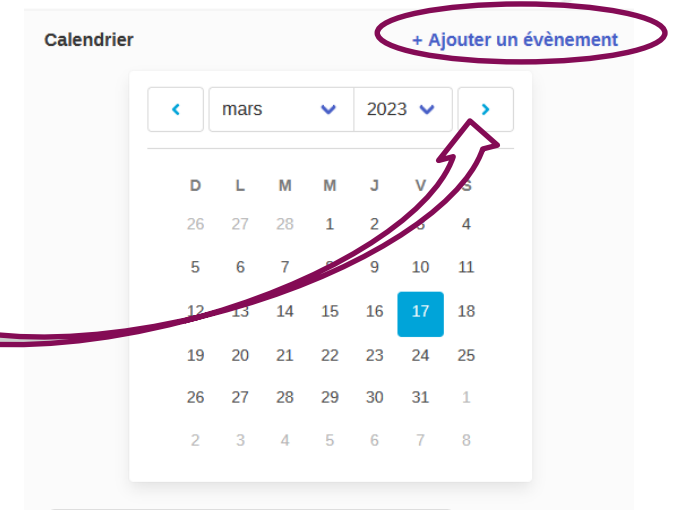 Calendrier + Ajouter un évènement
mars 2023
D L M M J V S
26 27 28 1 2 3 4
5 6 7 8 9 10 11
12 13 14 15 16 17 18
19 20 21 22 23 24 25
26 27 28 29 30 31 1
2 3 4 5 6 7 8